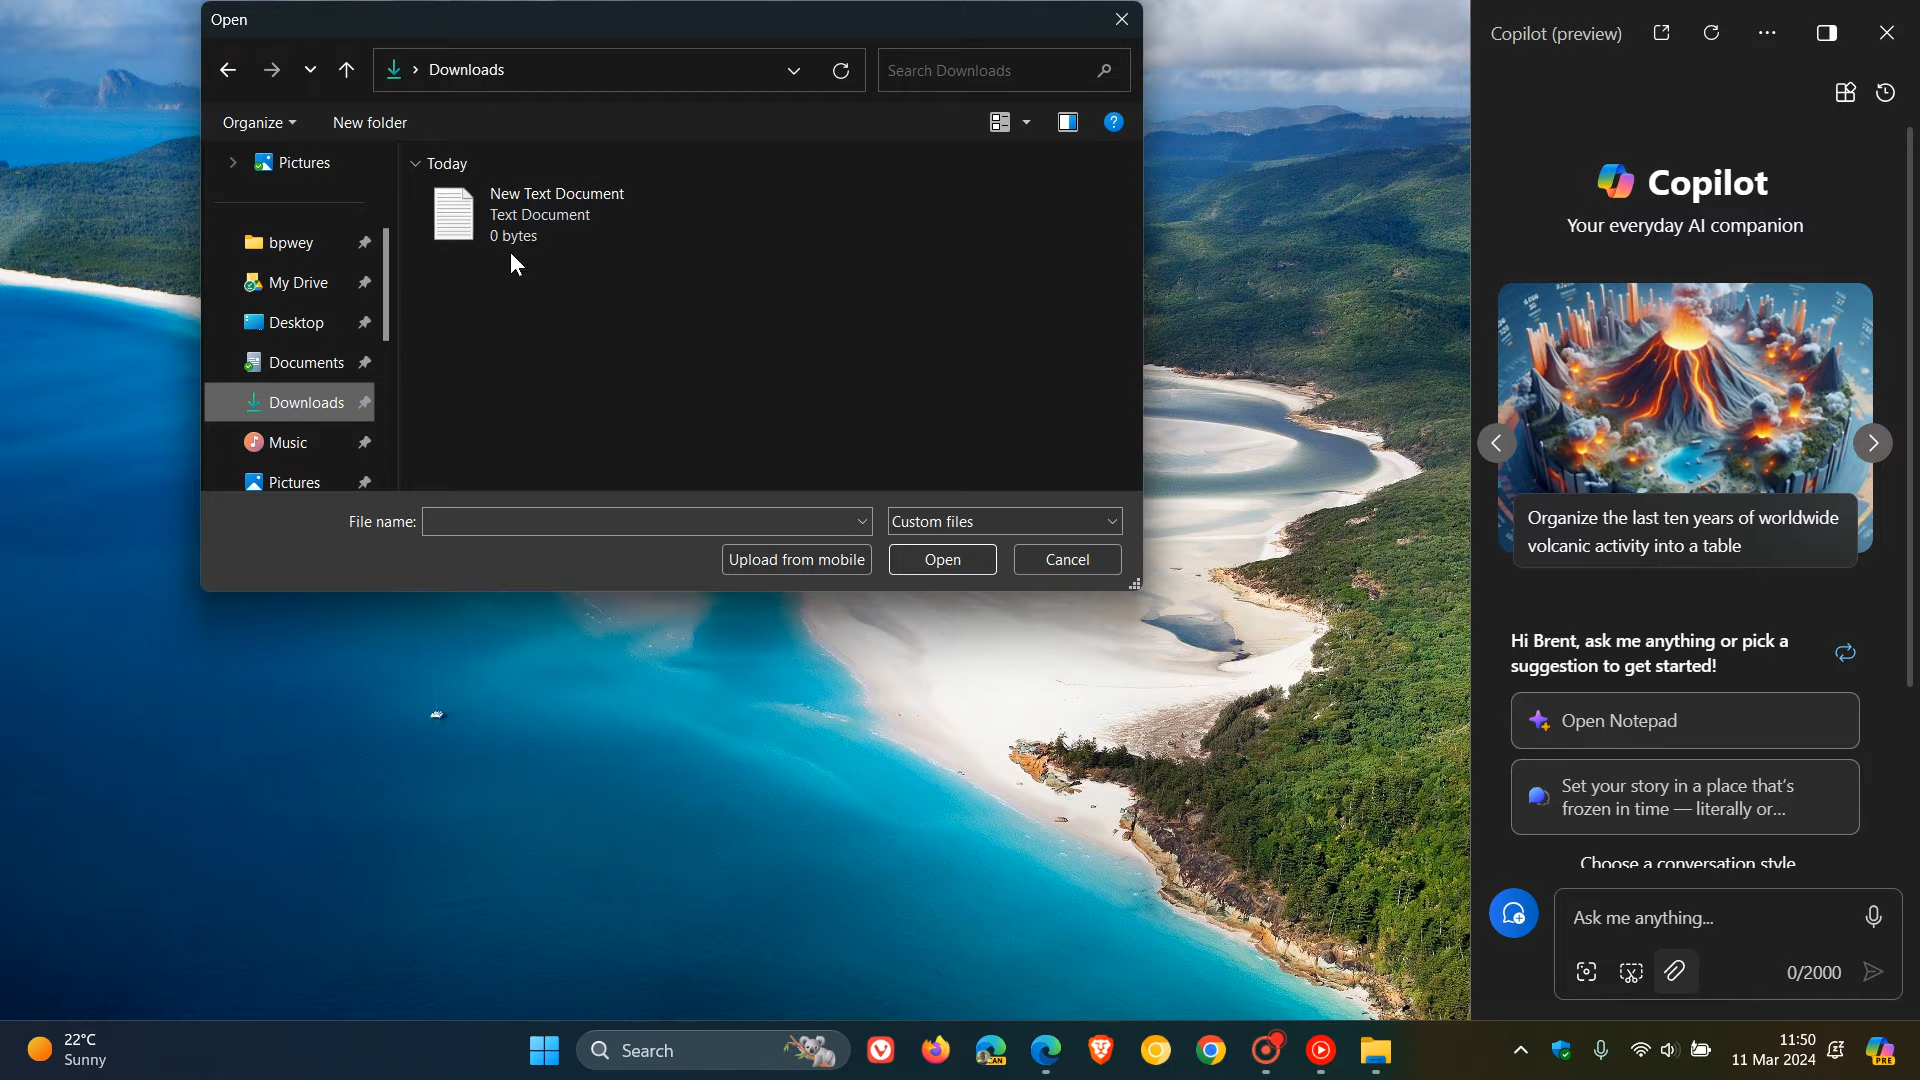 Open
Downloads
Search Downloads
Organize
New folder
Pictures
bpwey
My Drive
Desktop
Documents
Downloads
Music
Pictures
Today
New Text Document
Text Document
0 bytes
File name:
Custom files
Upload from mobile
Open
Cancel
Copilot (preview)
Copilot
Your everyday AI companion
Organize the last ten years of worldwide
volcanic activity into a table
Hi Brent, ask me anything or pick a
suggestion to get started!
Open Notepad
Set your story in a place that's
frozen in time — literally or...
Choose a conversation style
Ask me anything...
0/2000
22°C
Sunny
Search
CAN
11:50
11 Mar 2024
PRE